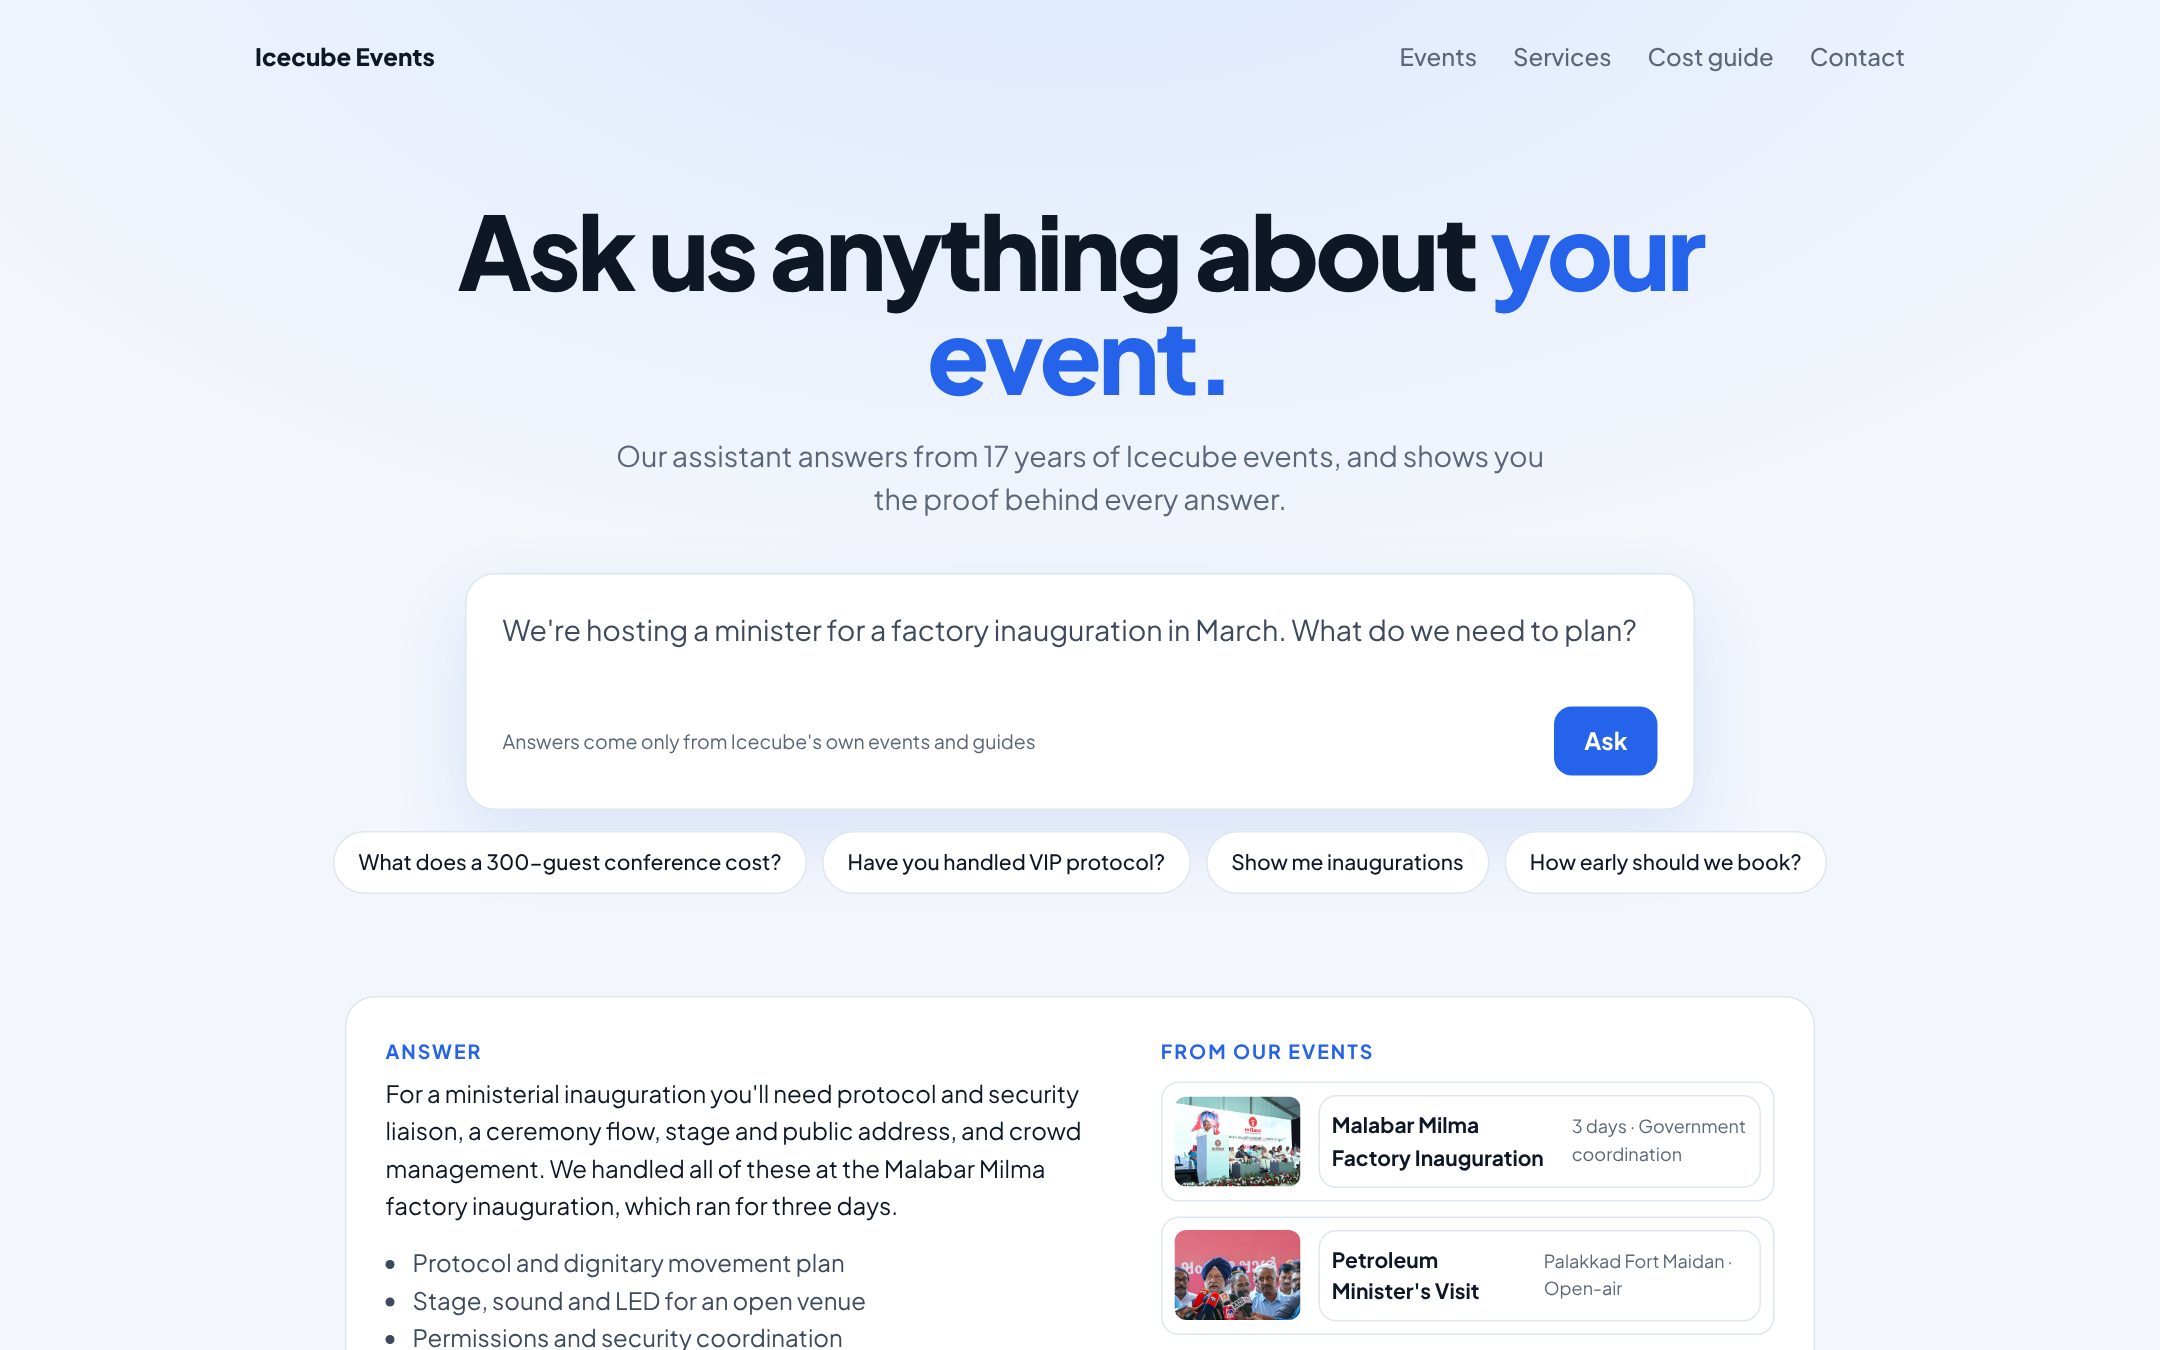 Icecube Events
Events
Services
Cost guide
Contact
Ask us anything about your
event.
Our assistant answers from 17 years of Icecube events, and shows you
the proof behind every answer.
We're hosting a minister for a factory inauguration in March. What do we need to plan?
Answers come only from Icecube's own events and guides
Ask
What does a 300-guest conference cost?
Have you handled VIP protocol?
Show me inaugurations
How early should we book?
ANSWER
For a ministerial inauguration you'll need protocol and security
liaison, a ceremony flow, stage and public address, and crowd
management. We handled all of these at the Malabar Milma
factory inauguration, which ran for three days.
Protocol and dignitary movement plan
Stage, sound and LED for an open venue
Permissions and security coordination
FROM OUR EVENTS
Malabar Milma
Factory Inauguration
3 days · Government
coordination
Petroleum
Minister's Visit
Palakkad Fort Maidan ·
Open-air